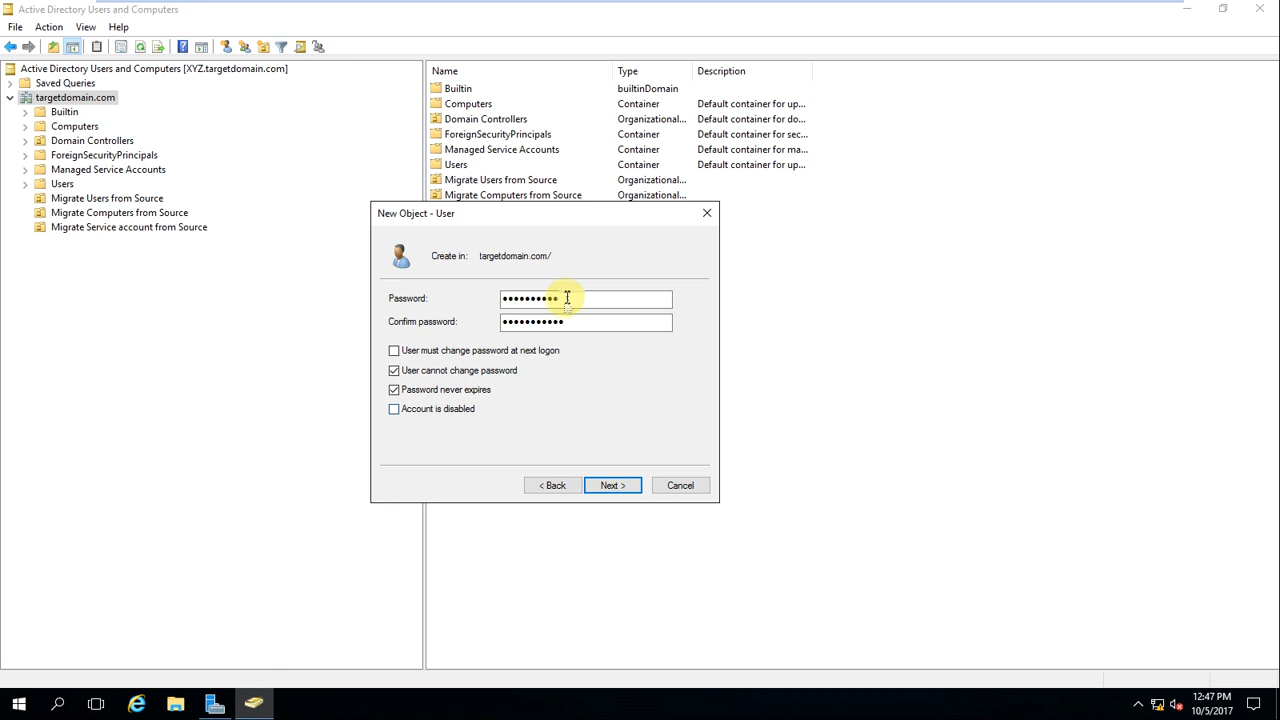 Active Directory Users and Computers
File Action View Help
Active Directory Users and Computers [XYZ.targetdomain.com]
Saved Queries
targetdomain.com
Builtin
Computers
Domain Controllers
ForeignSecurityPrincipals
Managed Service Accounts
Users
Migrate Users from Source
Migrate Computers from Source
Migrate Service account from Source
Name Type Description
Builtin builtinDomain
Computers Container Default container for up...
Domain Controllers Organizational... Default container for do...
ForeignSecurityPrincipals Container Default container for sec...
Managed Service Accounts Container Default container for ma...
Users Container Default container for up...
Migrate Users from Source Organizational...
Migrate Computers from Source Organizational...
New Object - User
Create in: targetdomain.com/
Password: •••••••••••
Confirm password: •••••••••••
User must change password at next logon
User cannot change password
Password never expires
Account is disabled
< Back Next > Cancel
12:47 PM
10/5/2017